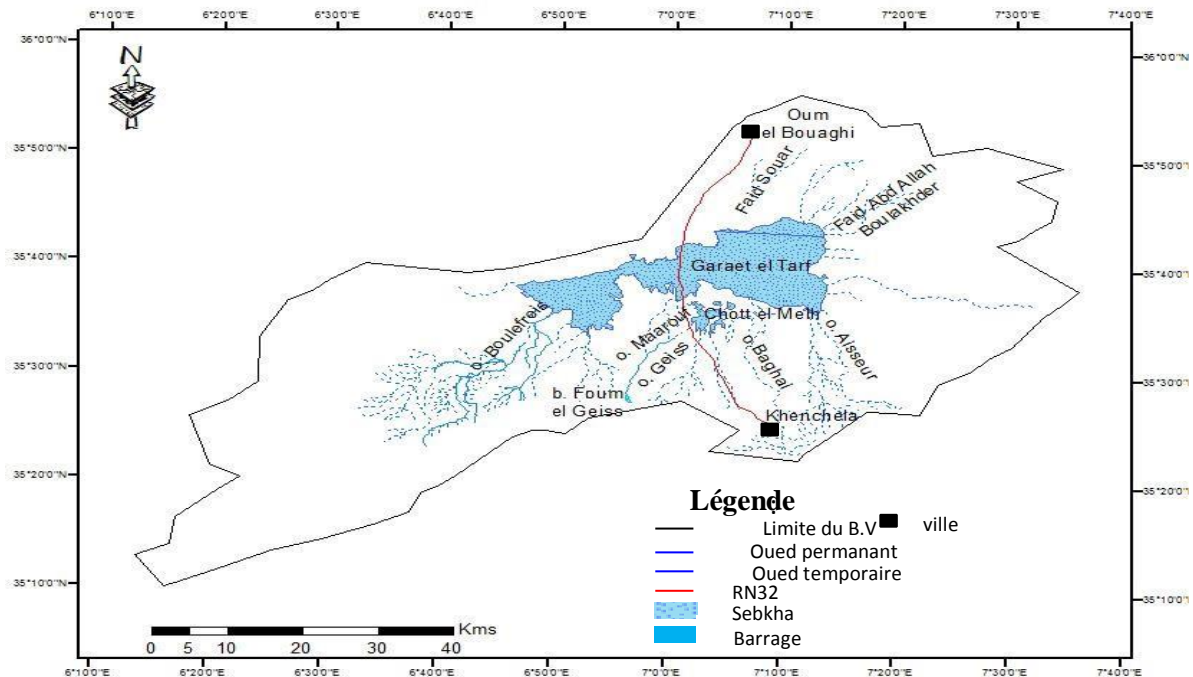 6°10'0"E 6°20'0"E 6°30'0"E 6°40'0"E 6°50'0"E 7°0'0"E 7°10'0"E 7°20'0"E 7°30'0"E 7°40'0"E
36°0'0"N
36°0'0"N
N
Oum
el Bouaghi
35°50'0"N
35°50'0"N
Faid Souar
Faid Abd Allah
Boulakhder
35°40'0"N
35°40'0"N
Garaet el Tarf
Chott el Melh
o. Boulefreis
o. Maarouf
o. Geiss
o. Baghal
o. Aisseur
35°30'0"N
35°30'0"N
b. Foum
el Geiss
Khenchela
35°20'0"N
35°20'0"N
Légende
Limite du B.V
ville
Oued permanant
Oued temporaire
RN32
Sebkha
Barrage
35°10'0"N
35°10'0"N
Kms
0 5 10 20 30 40
6°10'0"E 6°20'0"E 6°30'0"E 6°40'0"E 6°50'0"E 7°0'0"E 7°10'0"E 7°20'0"E 7°30'0"E 7°40'0"E